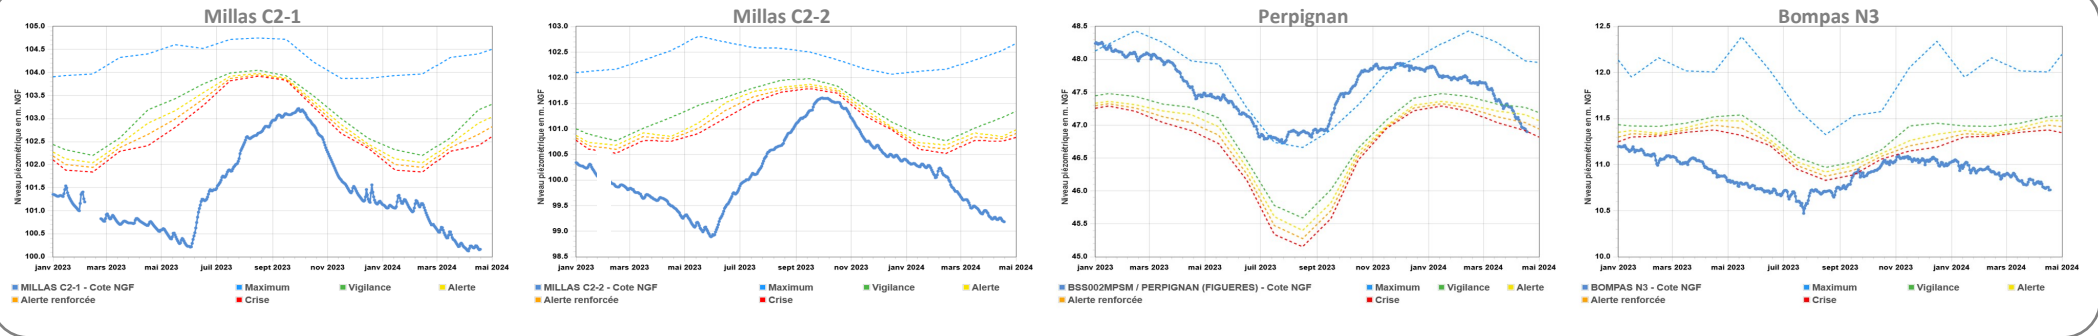 Millas C2-1
Niveau piézométrique en m. NGF
105.0
104.5
104.0
103.5
103.0
102.5
102.0
101.5
101.0
100.5
100.0
janv 2023 mars 2023 mai 2023 juil 2023 sept 2023 nov 2023 janv 2024 mars 2024 mai 2024
MILLAS C2-1 - Cote NGF Maximum Vigilance Alerte
Alerte renforcée Crise
Millas C2-2
Niveau piézométrique en m. NGF
103.0
102.5
102.0
101.5
101.0
100.5
100.0
99.5
99.0
98.5
janv 2023 mars 2023 mai 2023 juil 2023 sept 2023 nov 2023 janv 2024 mars 2024 mai 2024
MILLAS C2-2 - Cote NGF Maximum Vigilance Alerte
Alerte renforcée Crise
Perpignan
Niveau piézométrique en m. NGF
48.5
48.0
47.5
47.0
46.5
46.0
45.5
45.0
janv 2023 mars 2023 mai 2023 juil 2023 sept 2023 nov 2023 janv 2024 mars 2024 mai 2024
BSS002MPSM / PERPIGNAN (FIGUERES) - Cote NGF Maximum Vigilance Alerte
Alerte renforcée Crise
Bompas N3
Niveau piézométrique en m. NGF
12.5
12.0
11.5
11.0
10.5
10.0
janv 2023 mars 2023 mai 2023 juil 2023 sept 2023 nov 2023 janv 2024 mars 2024 mai 2024
BOMPAS N3 - Cote NGF Maximum Vigilance Alerte
Alerte renforcée Crise